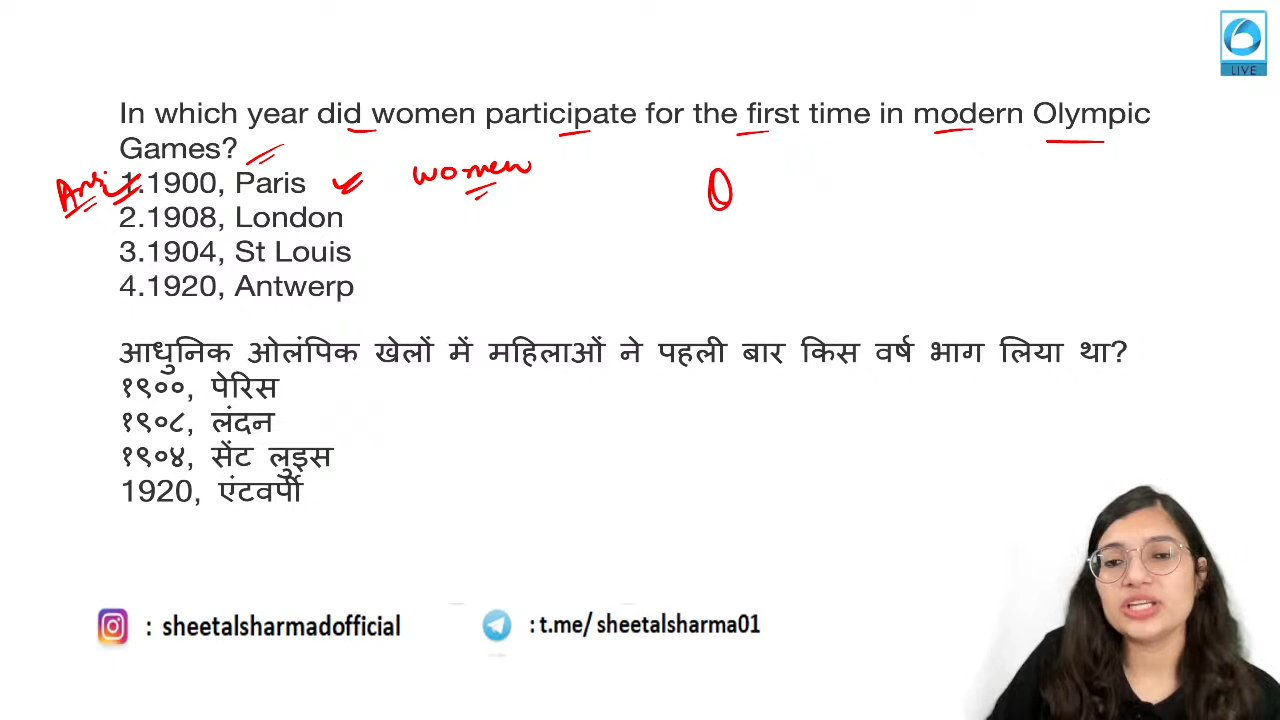 LIVE
In which year did women participate for the first time in modern Olympic
Games?
Ans: 1.1900, Paris women O
2.1908, London
3.1904, St Louis
4.1920, Antwerp
आधुनिक ओलंपिक खेलों में महिलाओं ने पहली बार किस वर्ष भाग लिया था?
१९००, पेरिस
१९०८, लंदन
१९०४, सेंट लुइस
1920, एंटवर्पी
: sheetalsharmadofficial : t.me/ sheetalsharma01